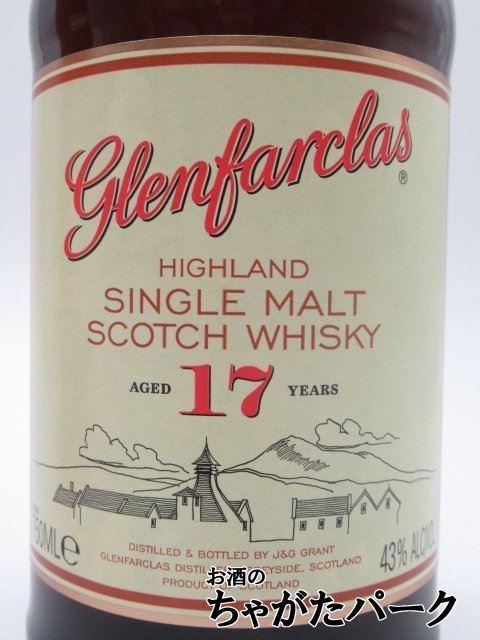 Glenfarclas
®
HIGHLAND
SINGLE MALT
SCOTCH WHISKY
AGED 17 YEARS
750MLe
43% ALC/VOL
DISTILLED & BOTTLED BY J&G GRANT
GLENFARCLAS SPEYSIDE, SCOTLAND
PRODUCT OF SCOTLAND
お酒の
ちゃがたパーク